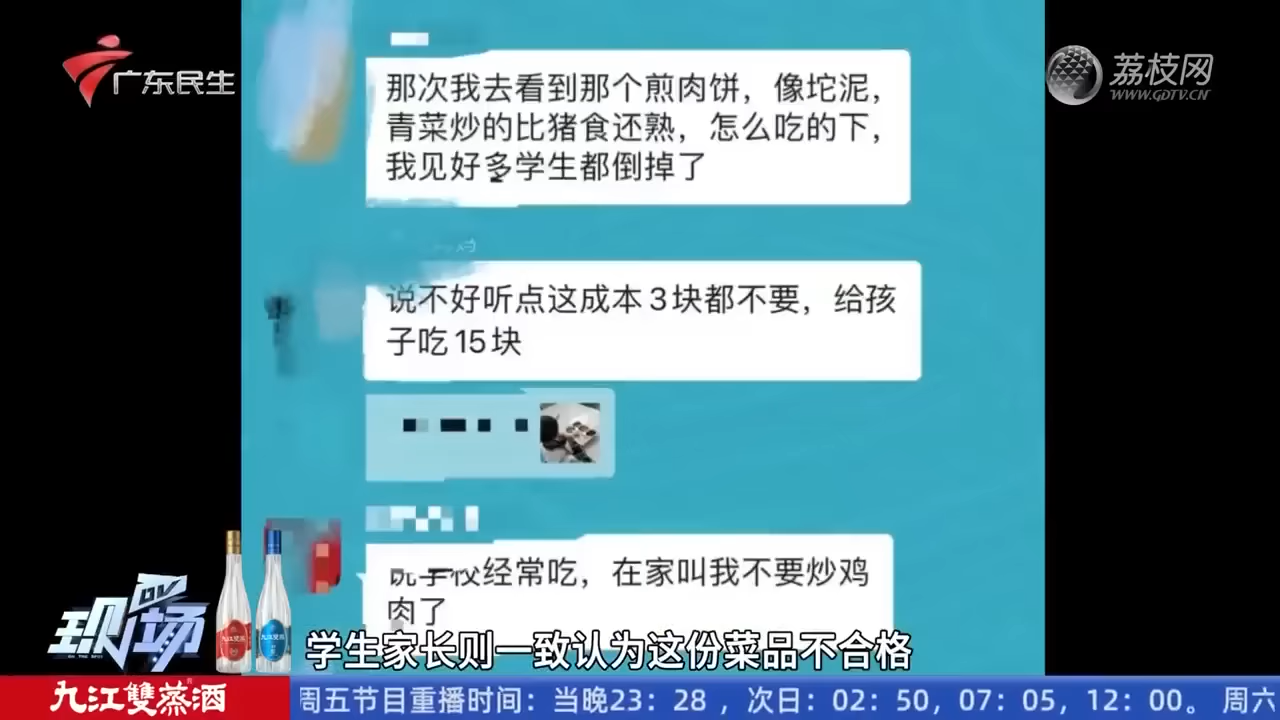 广东民生
荔枝网
WWW.GDTV.CN
那次我去看到那个煎肉饼，像坨泥，
青菜炒的比猪食还熟，怎么吃的下，
我见好多学生都倒掉了
说不好听点这成本3块都不要，给孩
子吃15块
经常吃，在家叫我不要炒鸡
肉了
DV
现场
学生家长则一致认为这份菜品不合格
九江雙蒸酒
周五节目重播时间：当晚23：28，次日：02：50，07：05，12：00。周六